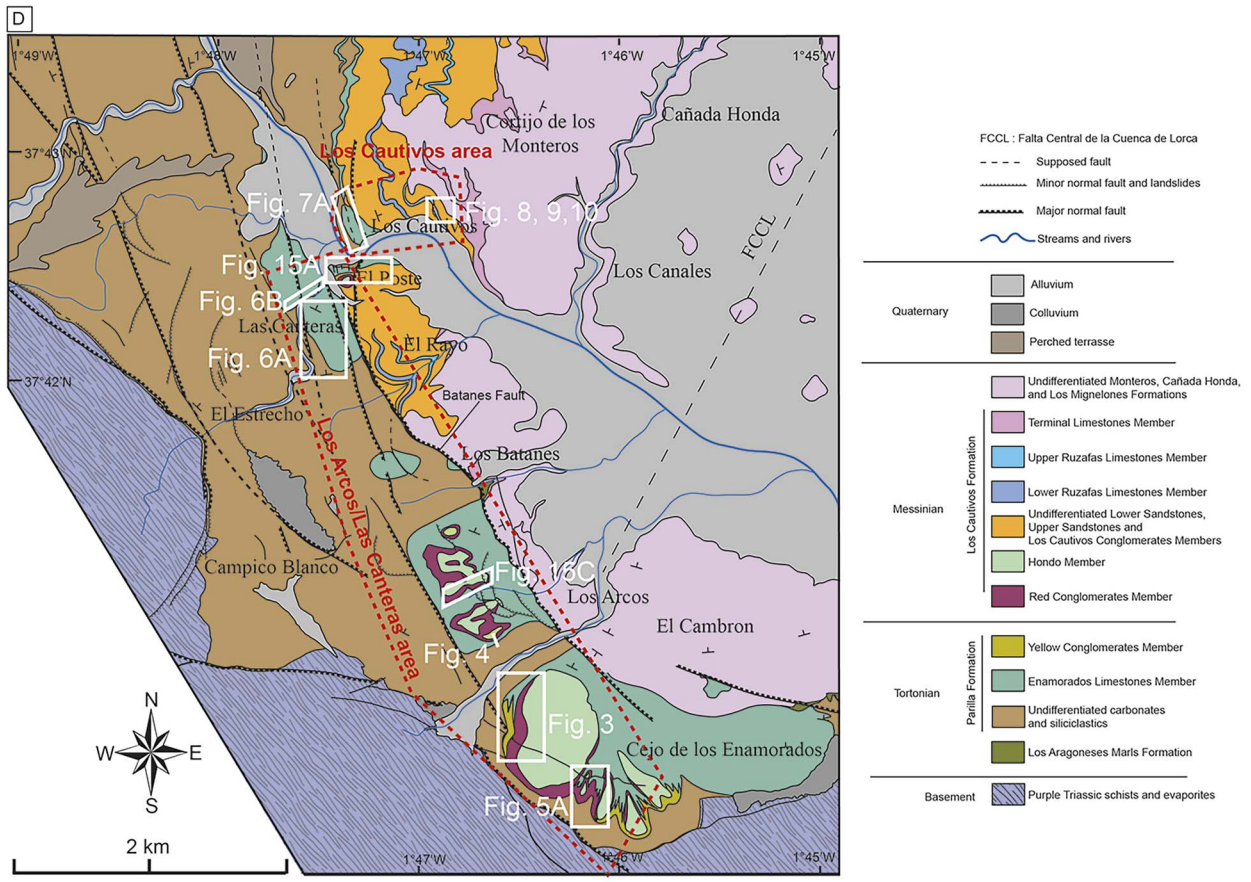 D
1°49'W
1°48'W
1°47'W
1°46'W
1°45'W
Cañada Honda
Cortijo de los
Monteros
37°43'N
Los Cautivos area
Fig. 7A
Fig. 8, 9,10
Los Cautivos
FCCL
Fig. 15A
El Poste
Los Canales
Fig. 6B
Las Canteras
El Rayo
Fig. 6A
37°42'N
Batanes Fault
El Estrecho
Los Arcos/Las Canteras area
Los Batanes
Campico Blanco
Fig. 15C
Los Arcos
El Cambron
Fig. 4
Fig. 3
Cejo de los Enamorados
Fig. 5A
N
W
E
S
2 km
1°47'W
1°46'W
1°45'W
FCCL : Falta Central de la Cuenca de Lorca
Supposed fault
Minor normal fault and landslides
Major normal fault
Streams and rivers
Quaternary
Alluvium
Colluvium
Perched terrasse
Messinian
Los Cautivos Formation
Undifferentiated Monteros, Cañada Honda,
and Los Mignelones Formations
Terminal Limestones Member
Upper Ruzafas Limestones Member
Lower Ruzafas Limestones Member
Undifferentiated Lower Sandstones,
Upper Sandstones and
Los Cautivos Conglomerates Members
Hondo Member
Red Conglomerates Member
Tortonian
Parilla Formation
Yellow Conglomerates Member
Enamorados Limestones Member
Undifferentiated carbonates
and siliciclastics
Los Aragoneses Marls Formation
Basement
Purple Triassic schists and evaporites